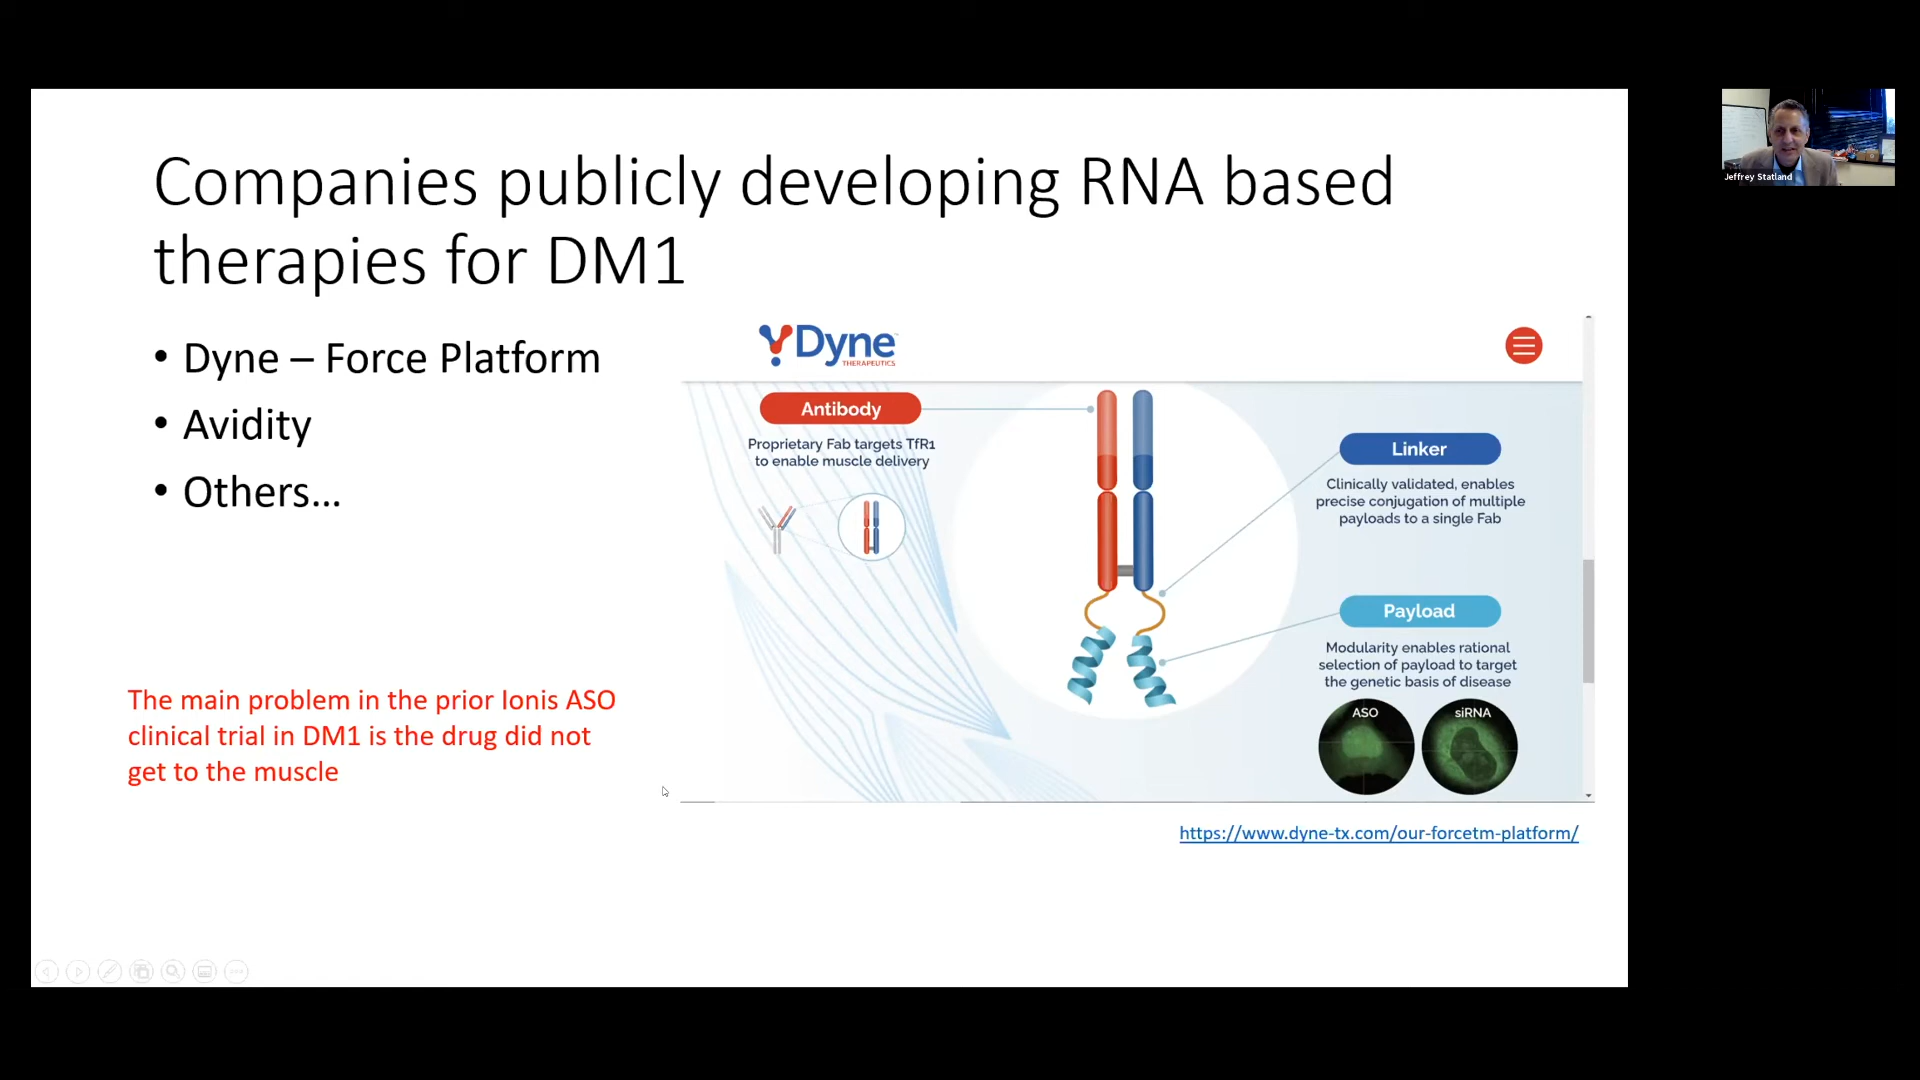 Companies publicly developing RNA based
therapies for DM1
• Dyne – Force Platform
• Avidity
• Others...
The main problem in the prior Ionis ASO
clinical trial in DM1 is the drug did not
get to the muscle
Dyne™
THERAPEUTICS
Antibody
Proprietary Fab targets TfR1
to enable muscle delivery
Linker
Clinically validated, enables
precise conjugation of multiple
payloads to a single Fab
Payload
Modularity enables rational
selection of payload to target
the genetic basis of disease
ASO
siRNA
https://www.dyne-tx.com/our-forcetm-platform/
Jeffrey Statland